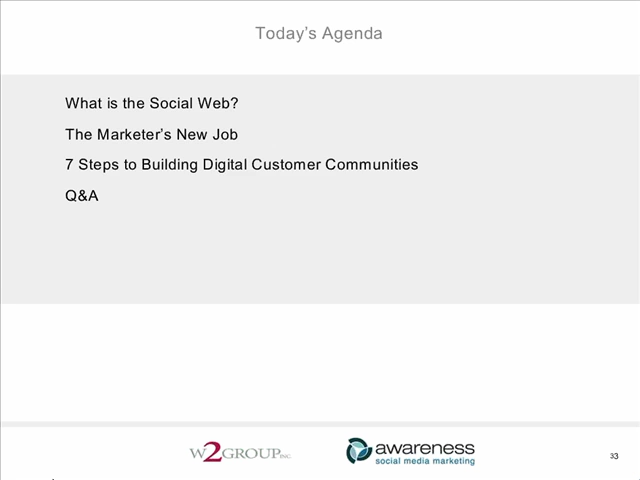 Today's Agenda
What is the Social Web?
The Marketer's New Job
7 Steps to Building Digital Customer Communities
Q&A
W2GROUP INC.
awareness
social media marketing
33